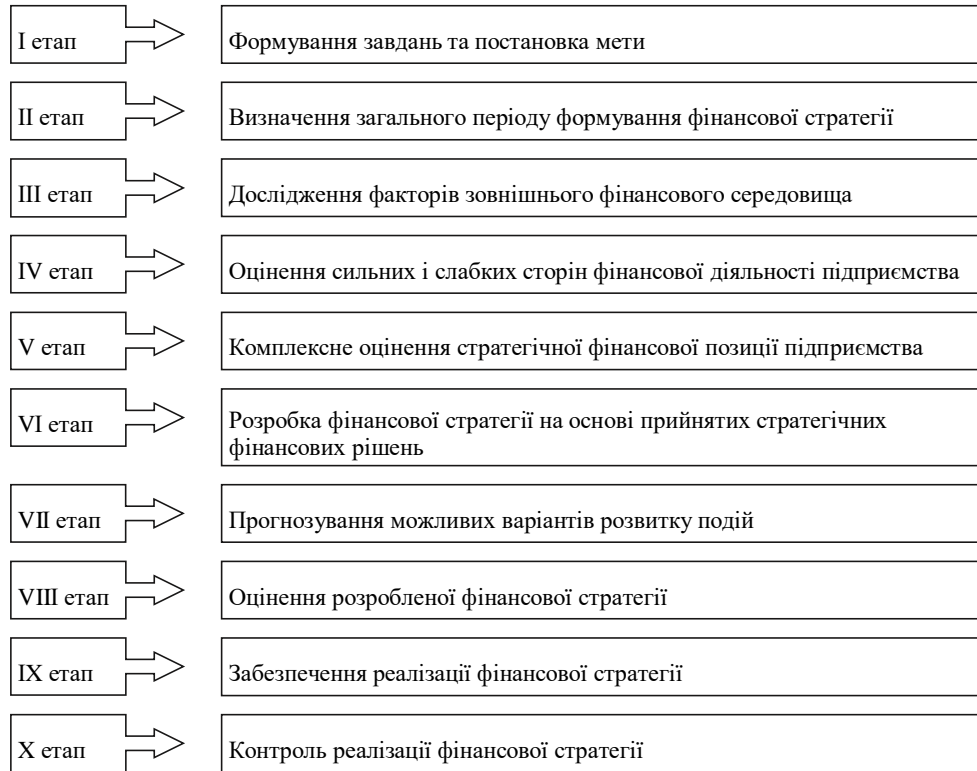 I етап
Формування завдань та постановка мети
II етап
Визначення загального періоду формування фінансової стратегії
III етап
Дослідження факторів зовнішнього фінансового середовища
IV етап
Оцінення сильних і слабких сторін фінансової діяльності підприємства
V етап
Комплексне оцінення стратегічної фінансової позиції підприємства
VI етап
Розробка фінансової стратегії на основі прийнятих стратегічних
фінансових рішень
VII етап
Прогнозування можливих варіантів розвитку подій
VIII етап
Оцінення розробленої фінансової стратегії
IX етап
Забезпечення реалізації фінансової стратегії
X етап
Контроль реалізації фінансової стратегії